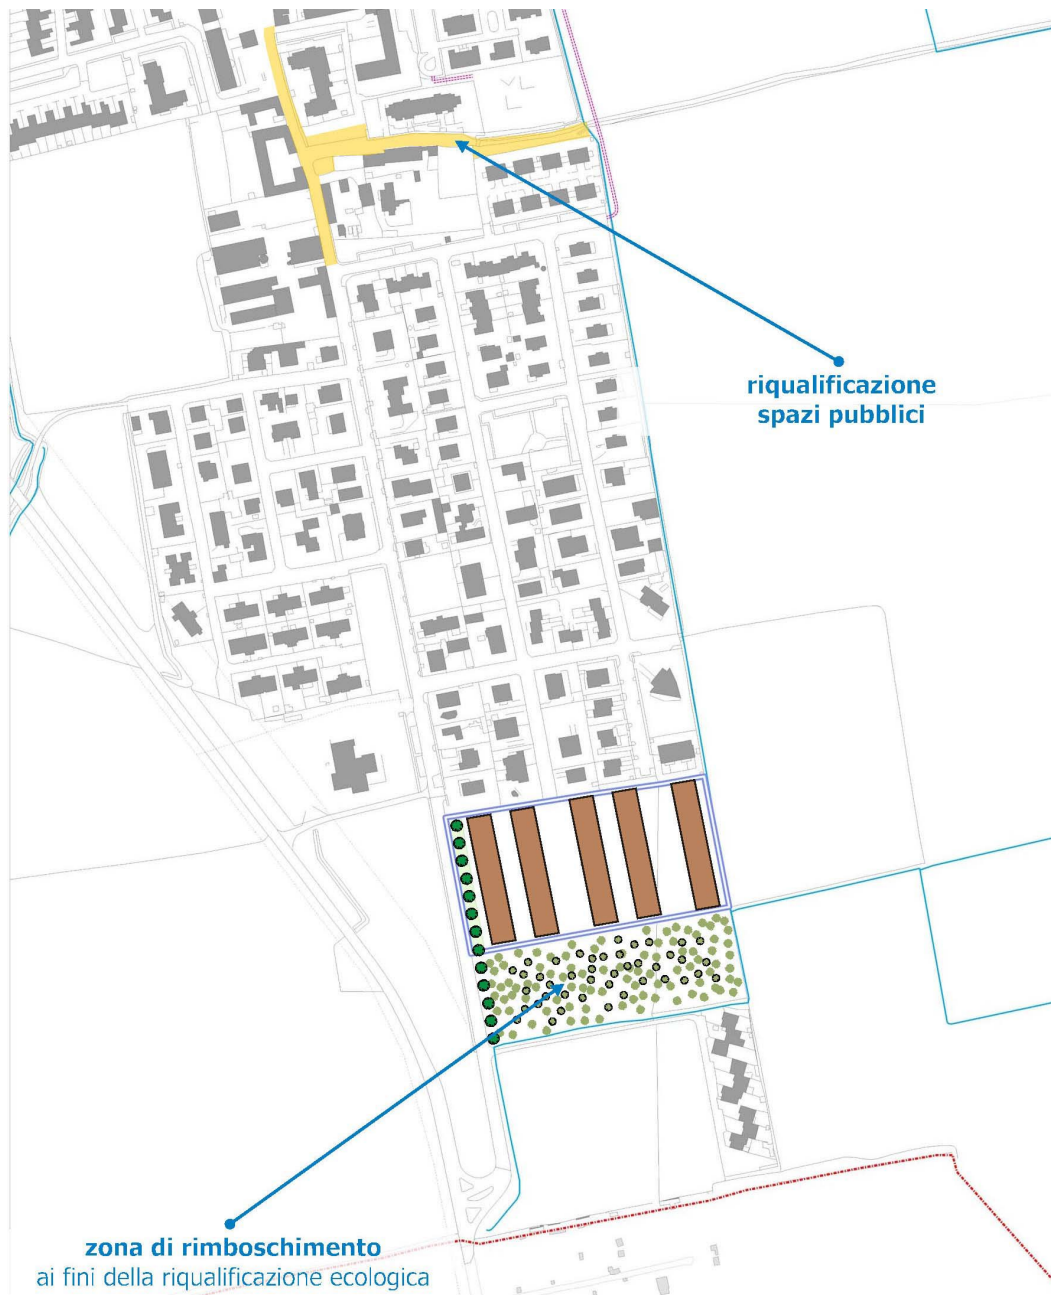 riqualificazione
spazi pubblici
zona di rimboschimento
ai fini della riqualificazione ecologica